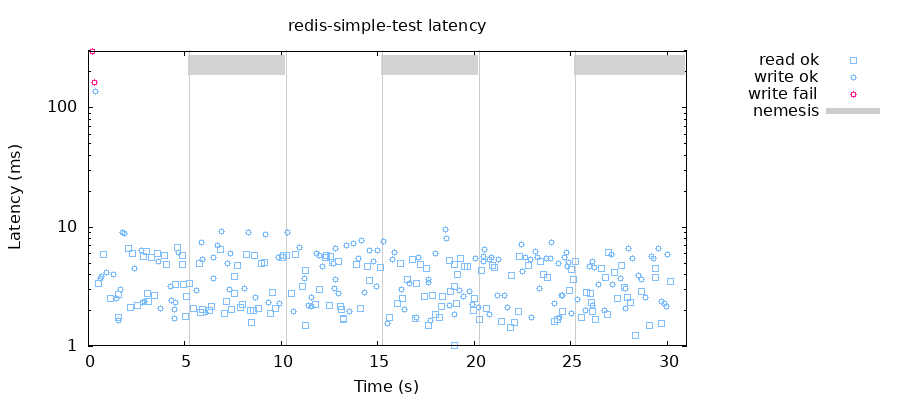 redis-simple-test latency
read ok
write ok
write fail
nemesis
Latency (ms)
100
10
1
0 5 10 15 20 25 30
Time (s)